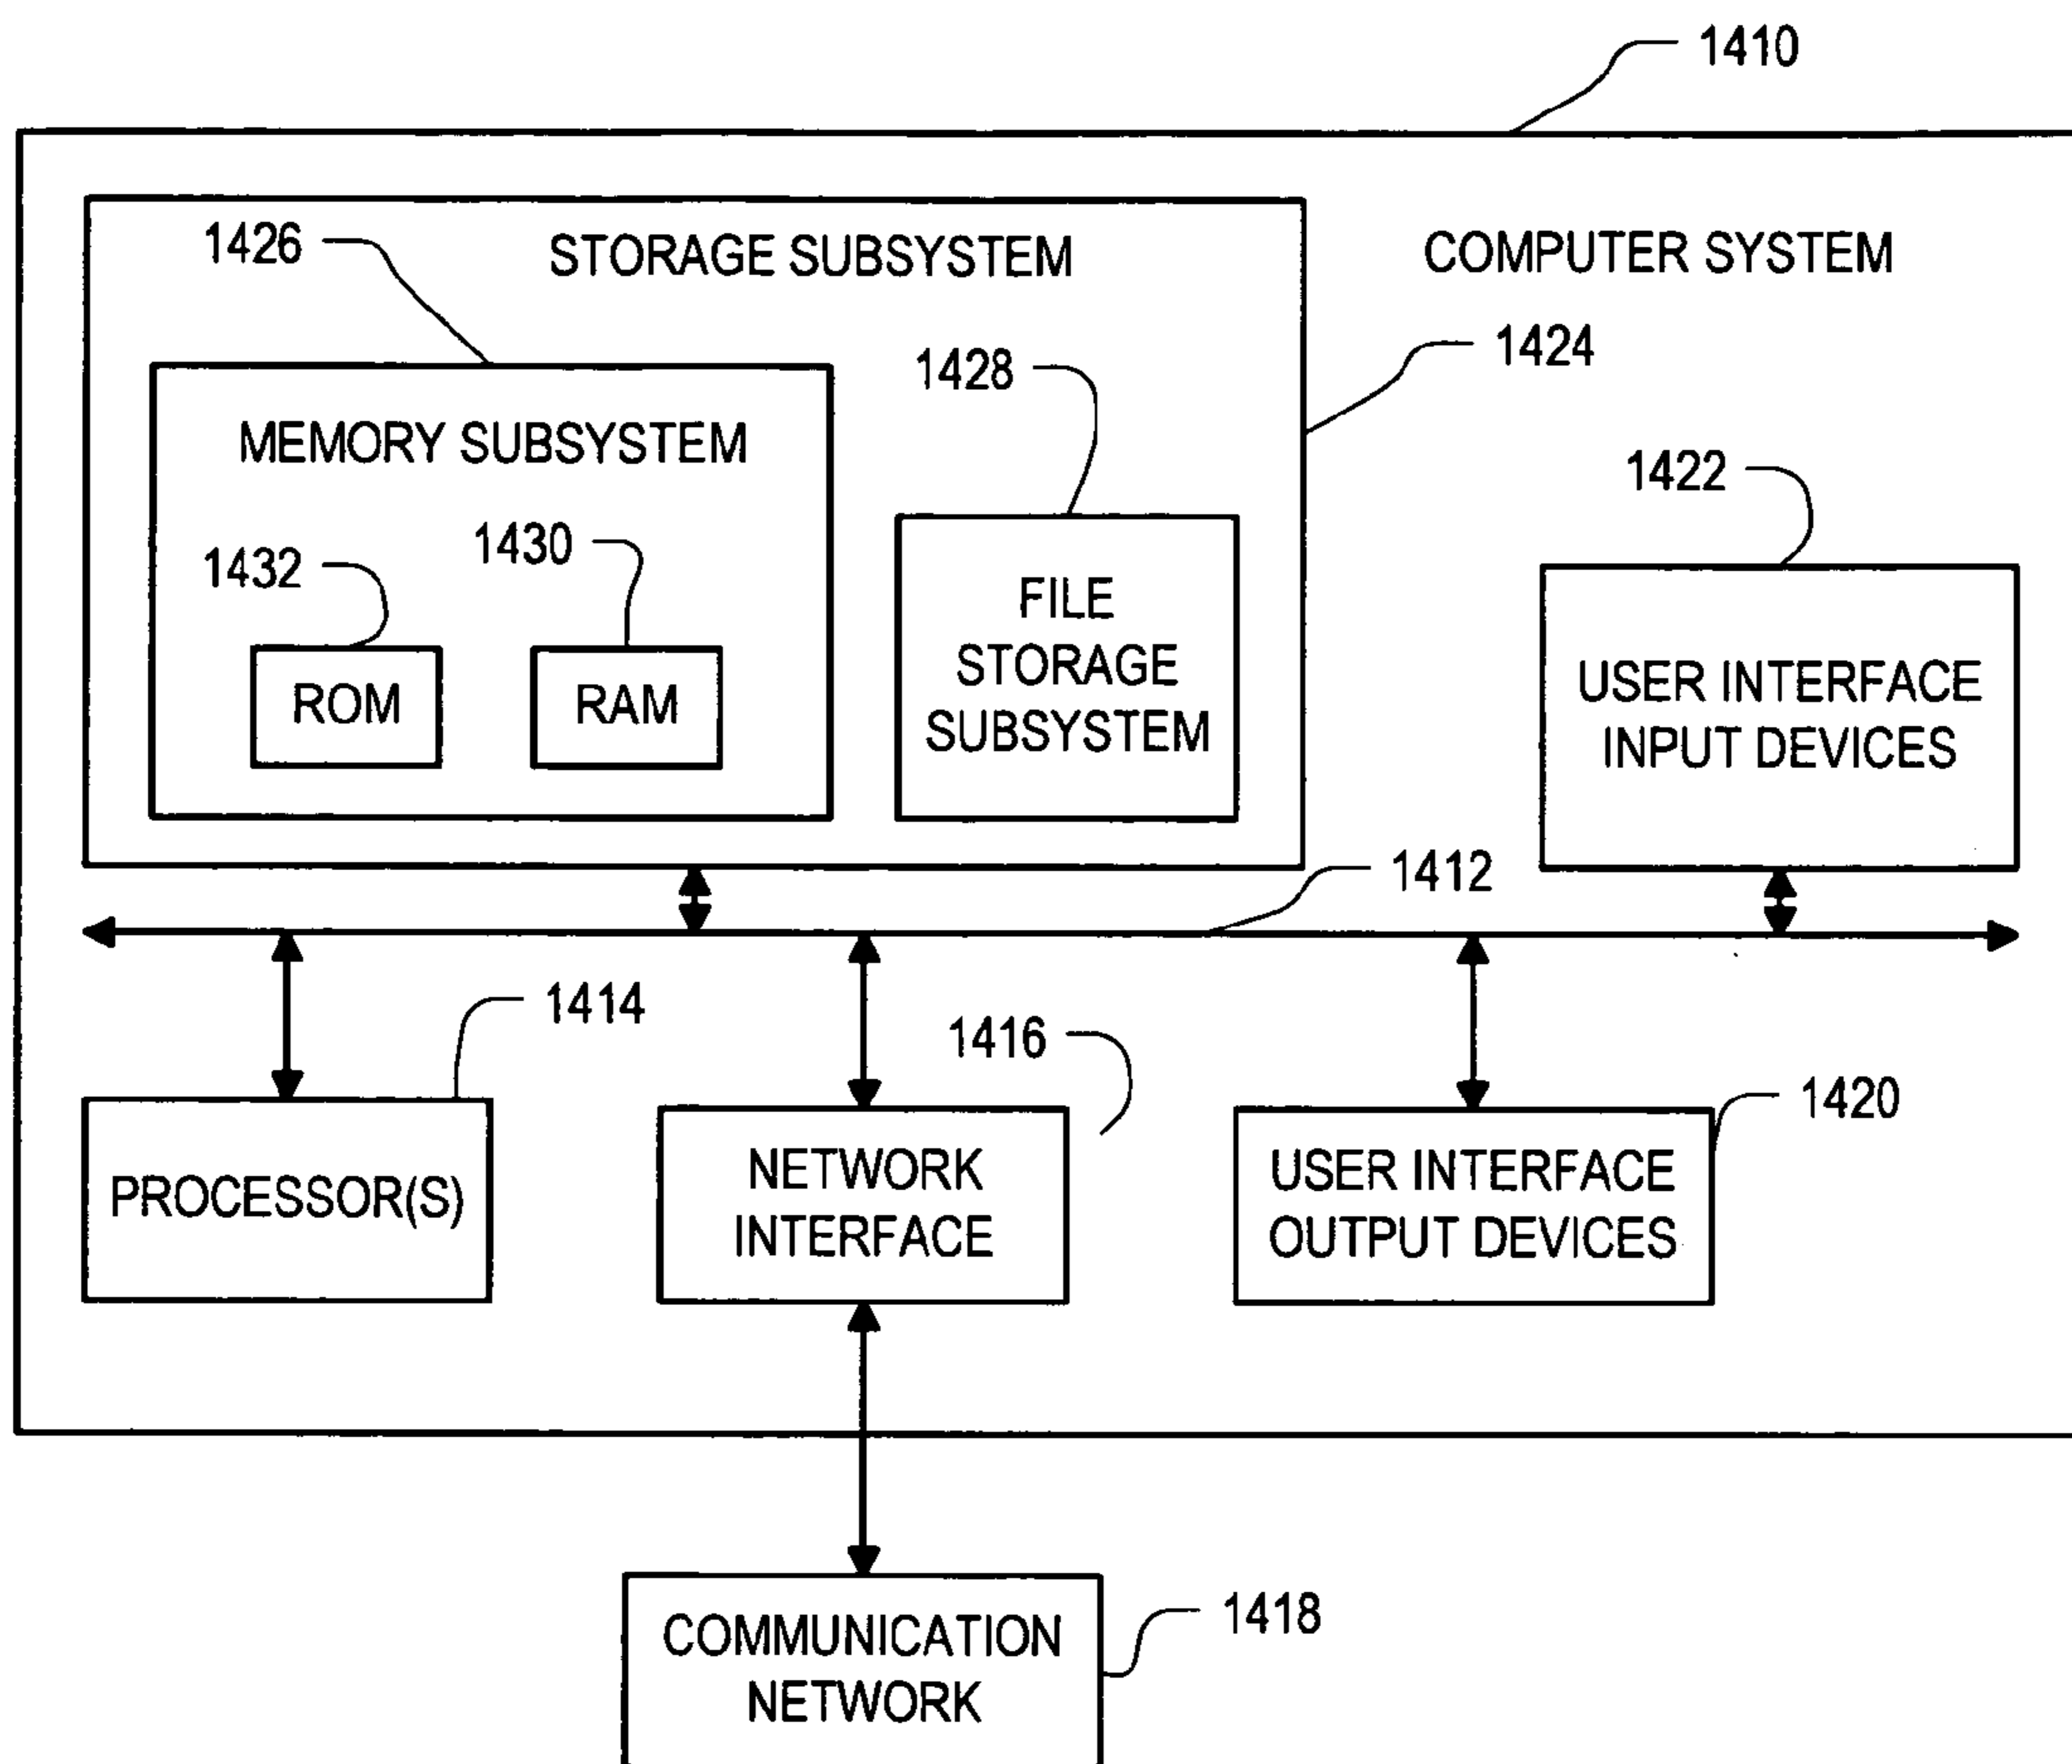 1410
1426
STORAGE SUBSYSTEM
COMPUTER SYSTEM
1424
1428
MEMORY SUBSYSTEM
1422
1432
1430
ROM
RAM
FILE
STORAGE
SUBSYSTEM
USER INTERFACE
INPUT DEVICES
1412
1414
1416
1420
PROCESSOR(S)
NETWORK
INTERFACE
USER INTERFACE
OUTPUT DEVICES
COMMUNICATION
NETWORK
1418